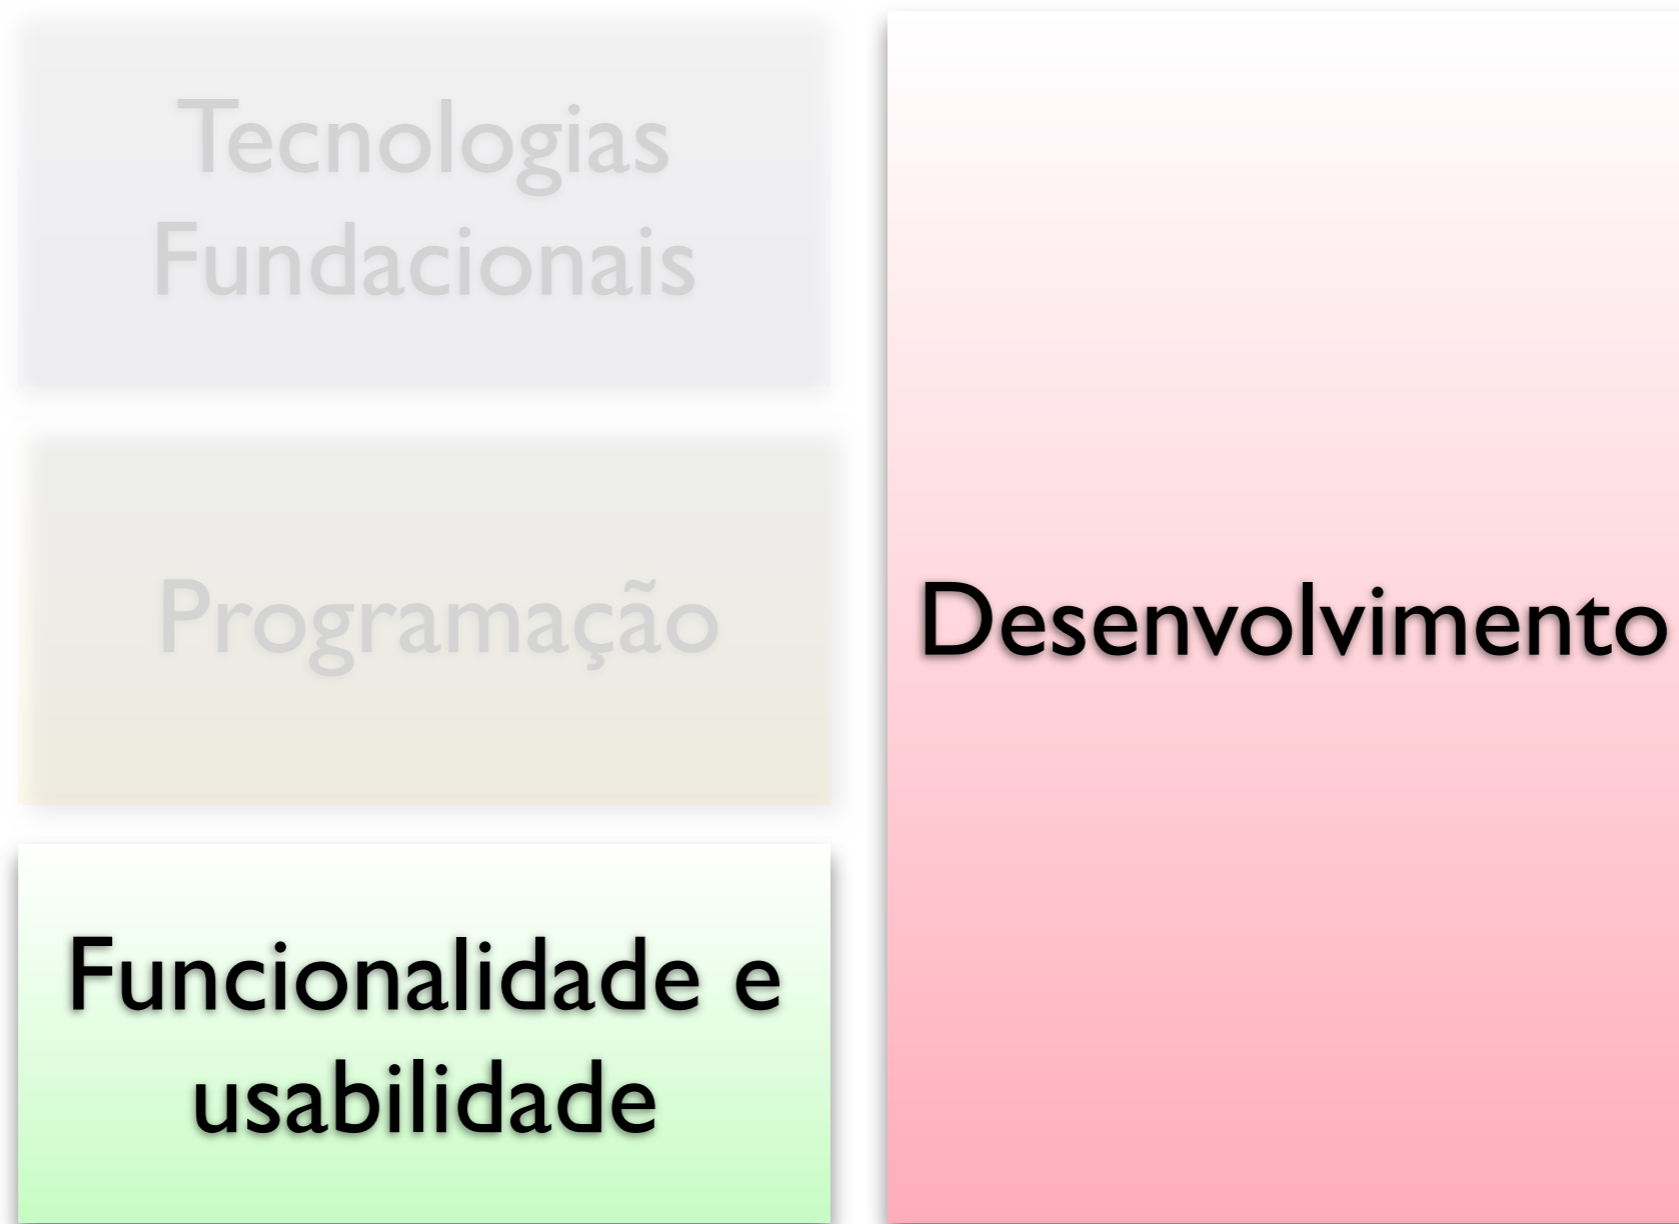 Tecnologias
Fundacionais
Programação
Funcionalidade e
usabilidade
Desenvolvimento